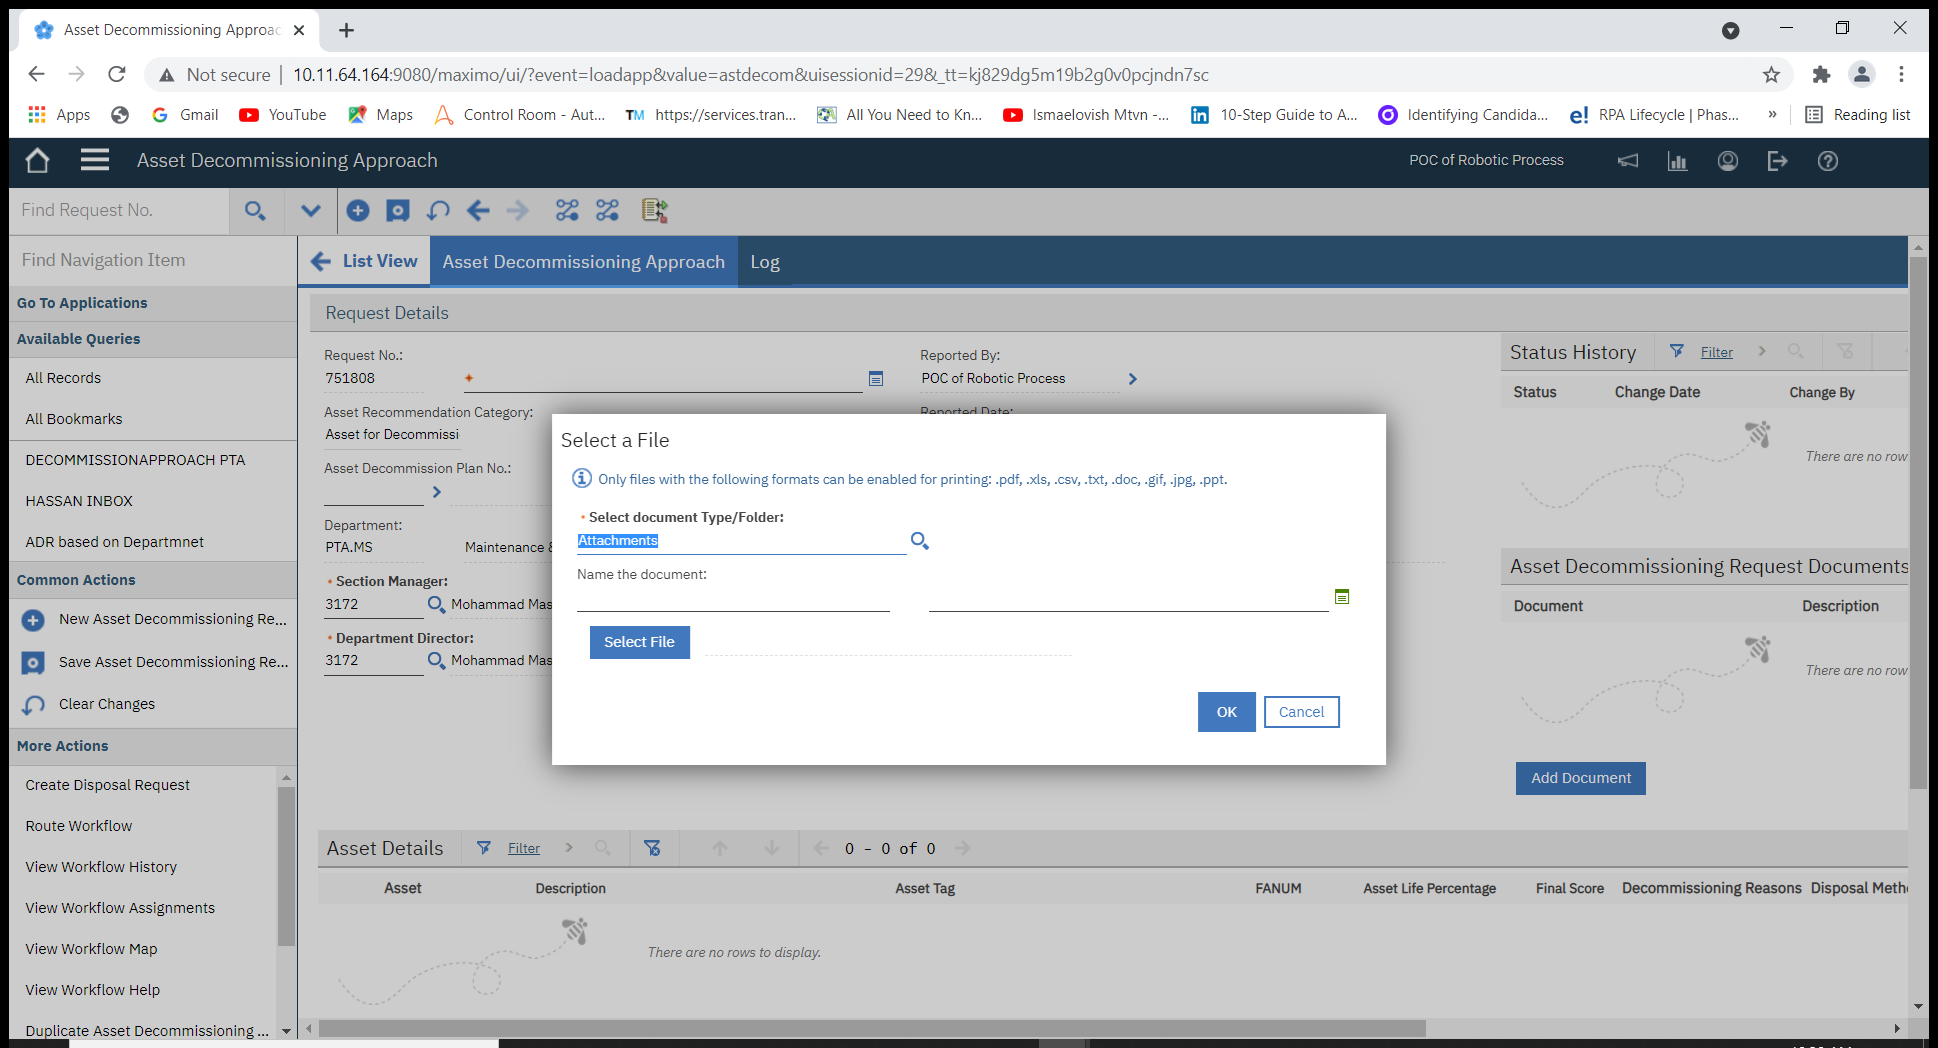 Asset Decommissioning Approac
Not secure | 10.11.64.164:9080/maximo/ui/?event=loadapp&value=astdecom&uisessionid=29&_tt=kj829dg5m19b2g0v0pcjndn7sc
Apps Gmail YouTube Maps Control Room - Aut... TM https://services.tran... All You Need to Kn... Ismaelovish Mtvn -... 10-Step Guide to A... Identifying Candida... e! RPA Lifecycle | Phas... » Reading list
Asset Decommissioning Approach POC of Robotic Process
Find Request No.
Find Navigation Item
Go To Applications
Available Queries
All Records
All Bookmarks
DECOMMISSIONAPPROACH PTA
HASSAN INBOX
ADR based on Departmnet
Common Actions
New Asset Decommissioning Re...
Save Asset Decommissioning Re...
Clear Changes
More Actions
Create Disposal Request
Route Workflow
View Workflow History
View Workflow Assignments
View Workflow Map
View Workflow Help
Duplicate Asset Decommissioning ...
List View Asset Decommissioning Approach Log
Request Details
Request No.:
751808
Asset Recommendation Category:
Asset for Decommissi
Asset Decommission Plan No.:
Department:
PTA.MS Maintenance &
Section Manager:
3172 Mohammad Mas
Department Director:
3172 Mohammad Mas
Reported By:
POC of Robotic Process
Reported Date:
Select a File
Only files with the following formats can be enabled for printing: .pdf, .xls, .csv, .txt, .doc, .gif, .jpg, .ppt.
Select document Type/Folder:
Attachments
Name the document:
Select File
OK Cancel
Status History Filter
Status Change Date Change By
There are no row
Asset Decommissioning Request Documents
Document Description
There are no row
Add Document
Asset Details Filter 0 - 0 of 0
Asset Description Asset Tag FANUM Asset Life Percentage Final Score Decommissioning Reasons Disposal Meth
There are no rows to display.